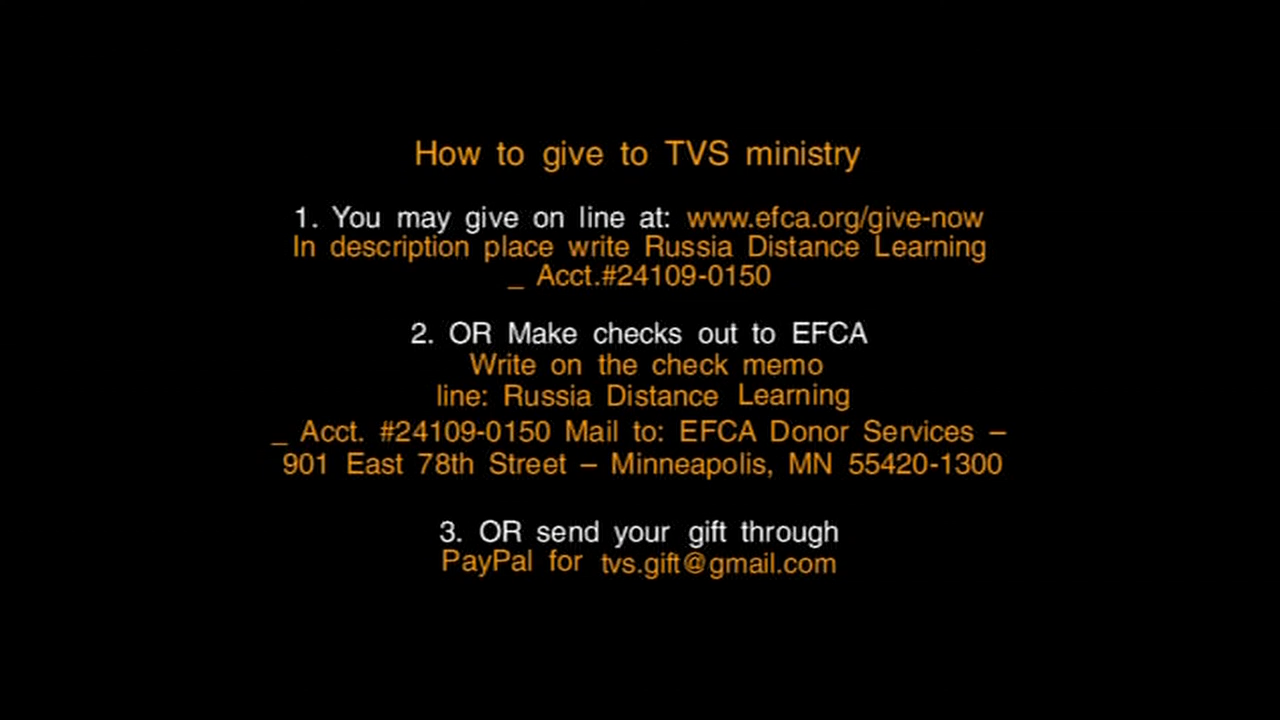 How to give to TVS ministry
1. You may give on line at: www.efca.org/give-now
In description place write Russia Distance Learning
_ Acct.#24109-0150
2. OR Make checks out to EFCA
Write on the check memo
line: Russia Distance Learning
_ Acct. #24109-0150 Mail to: EFCA Donor Services –
901 East 78th Street – Minneapolis, MN 55420-1300
3. OR send your gift through
PayPal for tvs.gift@gmail.com